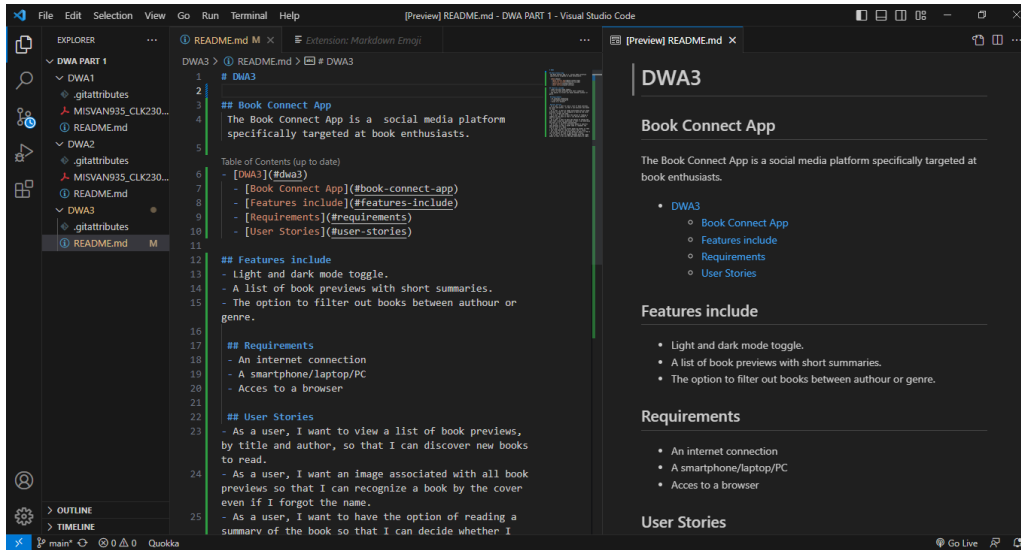 File Edit Selection View Go Run Terminal Help
[Preview] README.md - DWA PART 1 - Visual Studio Code
EXPLORER
DWA PART 1
DWA1
.gitattributes
MISVAN935_CLK230...
README.md
DWA2
.gitattributes
MISVAN935_CLK230...
README.md
DWA3
.gitattributes
README.md M
OUTLINE
TIMELINE
README.md M
Extension: Markdown Emoji
DWA3 > README.md > # DWA3
1 # DWA3
2
3 ## Book Connect App
4 The Book Connect App is a social media platform
specifically targeted at book enthusiasts.
5
Table of Contents (up to date)
6 - [DWA3](#dwa3)
7 - [Book Connect App](#book-connect-app)
8 - [Features include](#features-include)
9 - [Requirements](#requirements)
10 - [User Stories](#user-stories)
11
12 ## Features include
13 - Light and dark mode toggle.
14 - A list of book previews with short summaries.
15 - The option to filter out books between authour or
genre.
16
17 ## Requirements
18 - An internet connection
19 - A smartphone/laptop/PC
20 - Acces to a browser
21
22 ## User Stories
23 - As a user, I want to view a list of book previews,
by title and author, so that I can discover new books
to read.
24 - As a user, I want an image associated with all book
previews so that I can recognize a book by the cover
even if I forgot the name.
25 - As a user, I want to have the option of reading a
summary of the book so that I can decide whether I
[Preview] README.md
DWA3
Book Connect App
The Book Connect App is a social media platform specifically targeted at
book enthusiasts.
DWA3
Book Connect App
Features include
Requirements
User Stories
Features include
Light and dark mode toggle.
A list of book previews with short summaries.
The option to filter out books between authour or genre.
Requirements
An internet connection
A smartphone/laptop/PC
Acces to a browser
User Stories
main* 0 0 Quokka
Go Live